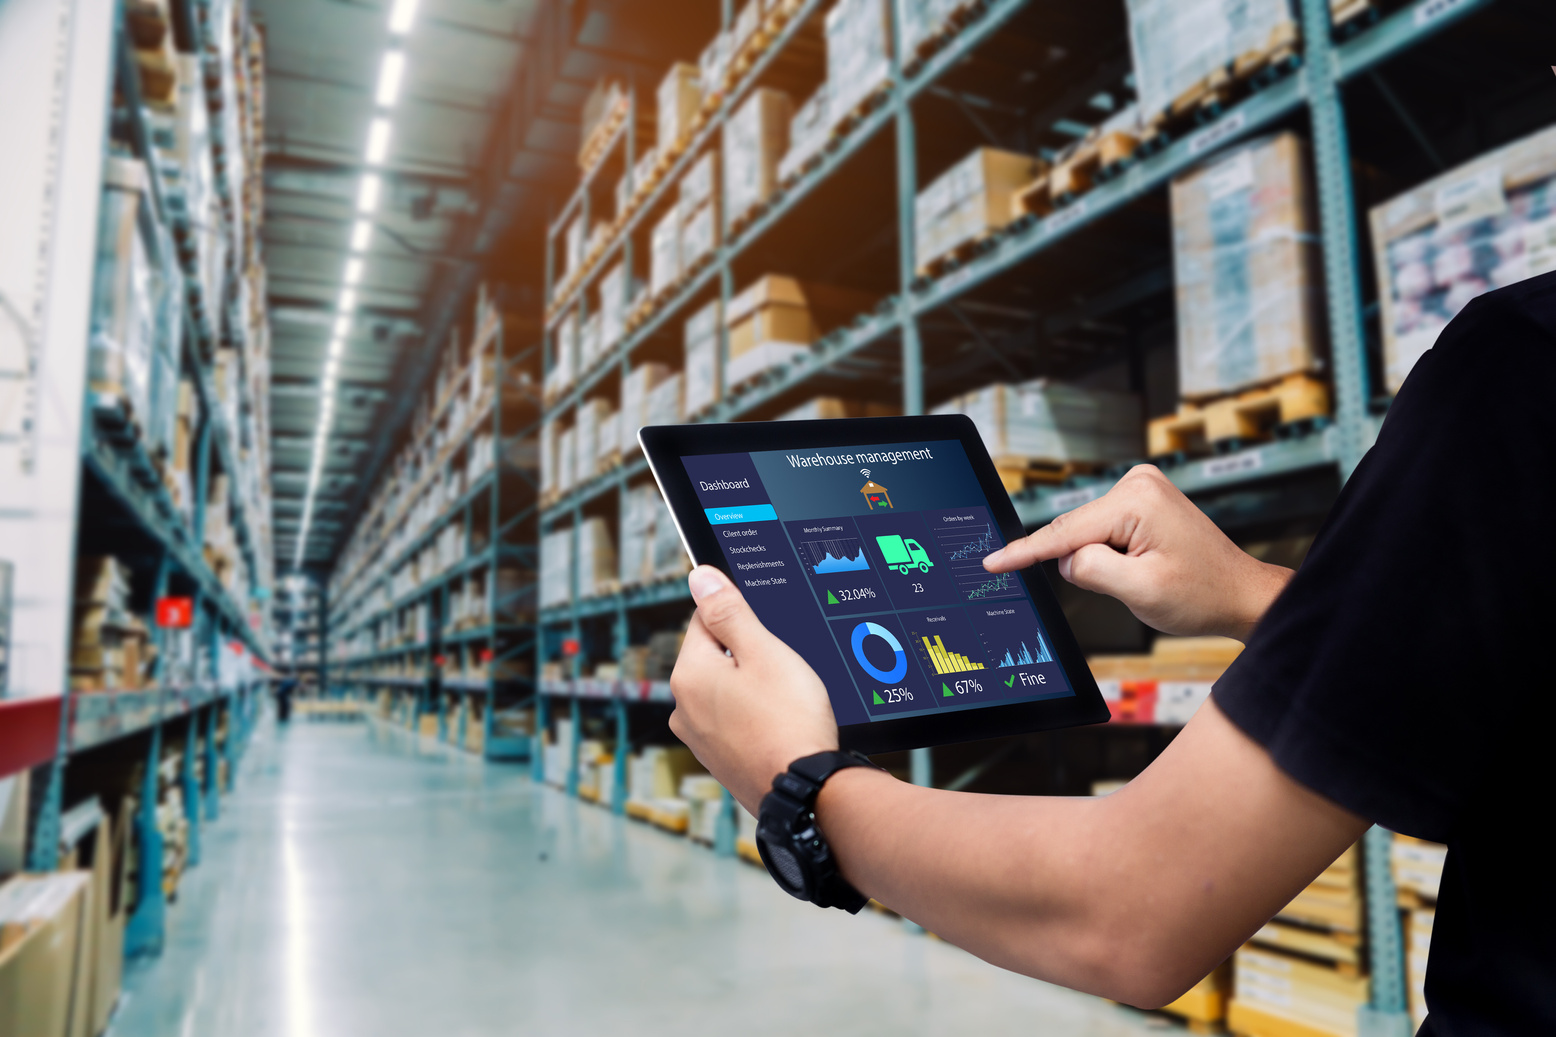 Warehouse management
Dashboard
Overview
Client order
Stockchecks
Replenishments
Machine State
Monthly Summary
32.04%
23
Orders by week
25%
Receivals
67%
Machine State
Fine
3